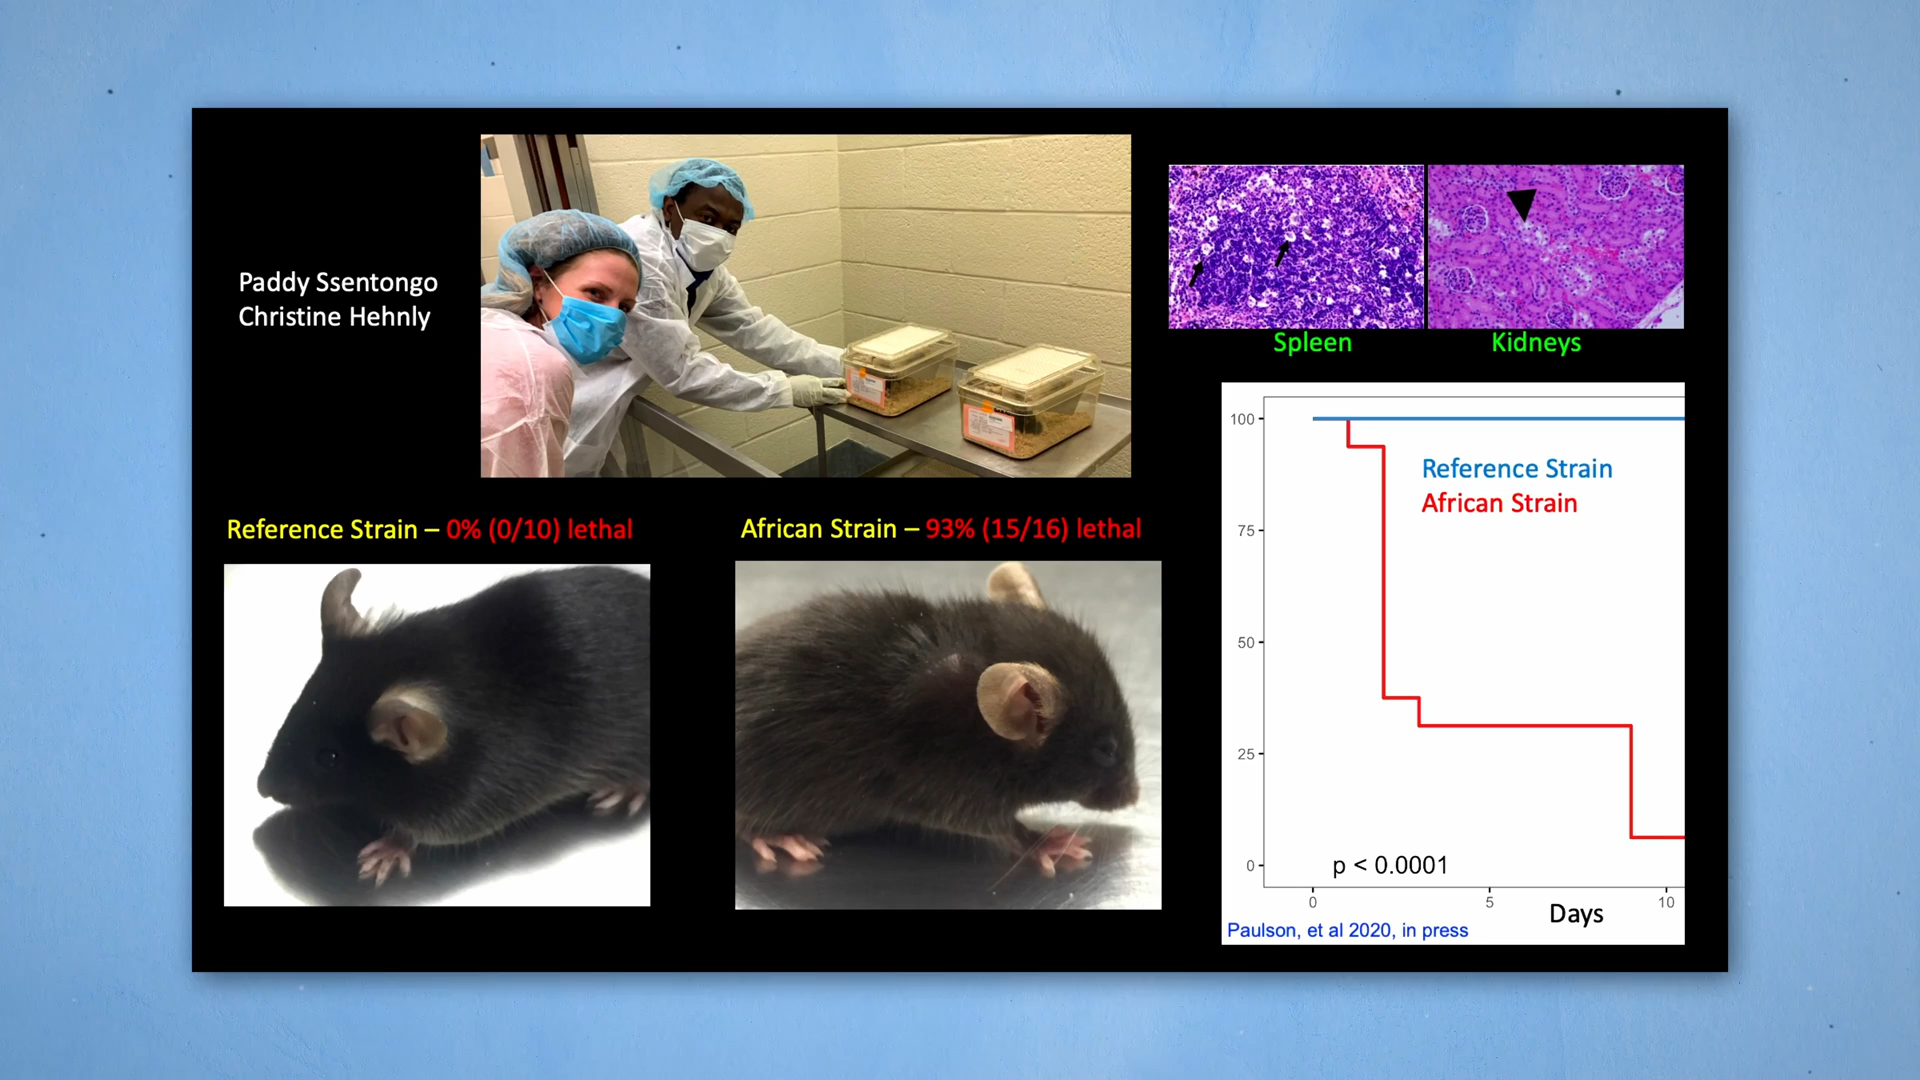 Paddy Ssentongo
Christine Hehnly
Spleen
Kidneys
Reference Strain – 0% (0/10) lethal
African Strain – 93% (15/16) lethal
100
75
50
25
0
Reference Strain
African Strain
p < 0.0001
0
5
10
Days
Paulson, et al 2020, in press